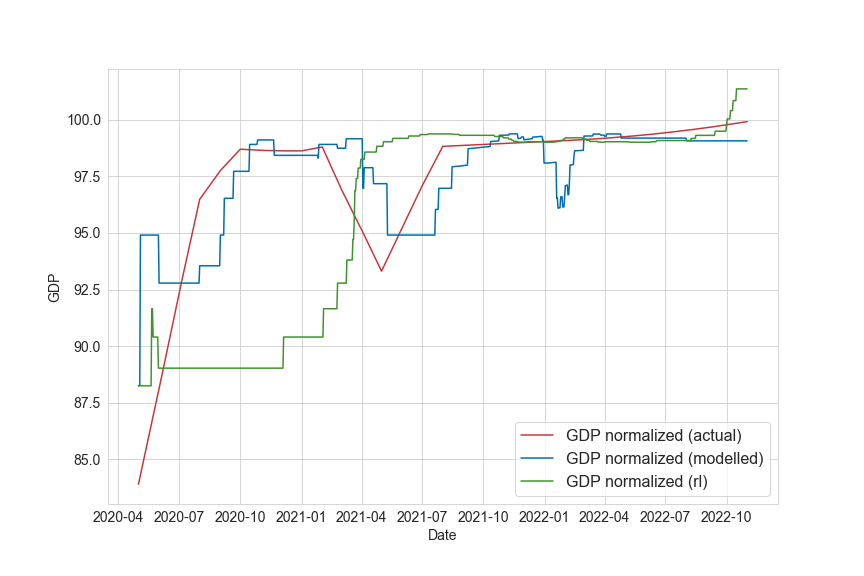 100.0
97.5
95.0
92.5
90.0
87.5
85.0
GDP
GDP normalized (actual)
GDP normalized (modelled)
GDP normalized (rl)
2020-04 2020-07 2020-10 2021-01 2021-04 2021-07 2021-10 2022-01 2022-04 2022-07 2022-10
Date